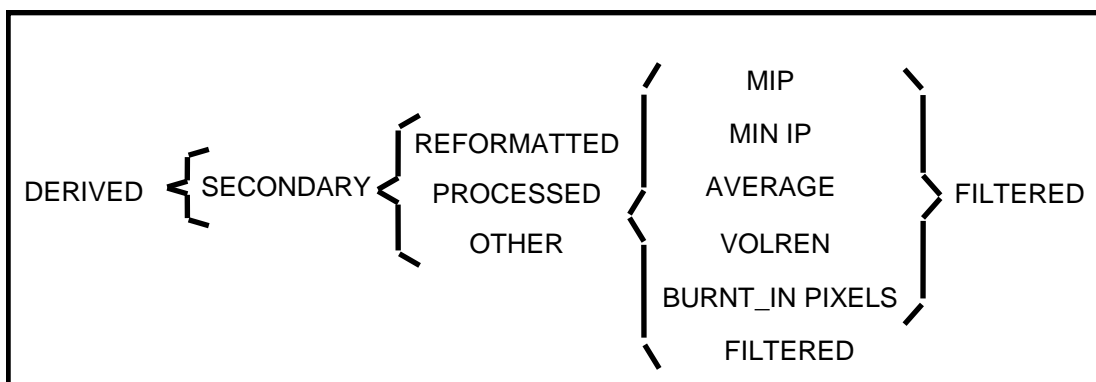 DERIVED
SECONDARY
REFORMATTED
PROCESSED
OTHER
MIP
MIN IP
AVERAGE
VOLREN
BURNT_IN PIXELS
FILTERED
FILTERED